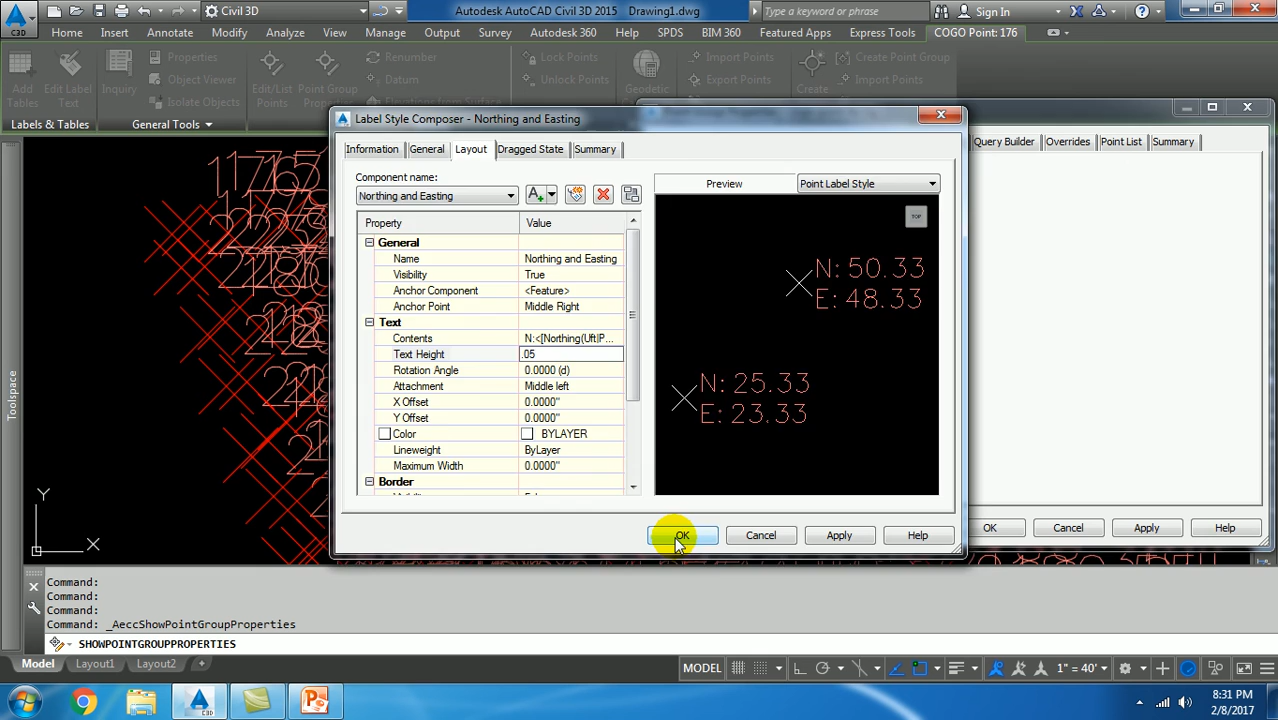 Civil 3D
Autodesk AutoCAD Civil 3D 2015 Drawing1.dwg
Type a keyword or phrase
Sign In
Home Insert Annotate Modify Analyze View Manage Output Survey Autodesk 360 Help SPDS BIM 360 Featured Apps Express Tools COGO Point: 176
Properties
Object Viewer
Isolate Objects
Add Tables
Edit Label Text
Inquiry
Edit/List Points
Point Group
Renumber
Datum
Lock Points
Unlock Points
Geodetic
Import Points
Export Points
Create Point Group
Import Points
Labels & Tables
General Tools
Label Style Composer - Northing and Easting
Information General Layout Dragged State Summary
Query Builder Overrides Point List Summary
Component name:
Northing and Easting
Preview
Point Label Style
TOP
Property Value
General
Name Northing and Easting
Visibility True
Anchor Component <Feature>
Anchor Point Middle Right
Text
Contents N:<[Northing(Uft|P...
Text Height .05
Rotation Angle 0.0000 (d)
Attachment Middle left
X Offset 0.0000"
Y Offset 0.0000"
Color BYLAYER
Lineweight ByLayer
Maximum Width 0.0000"
Border
N: 50.33
E: 48.33
N: 25.33
E: 23.33
OK Cancel Apply Help
OK Cancel Apply Help
Toolspace
Y
X
Command:
Command:
Command:
Command: _AeccShowPointGroupProperties
SHOWPOINTGROUPPROPERTIES
Model Layout1 Layout2 +
MODEL
1" = 40'
C3D
8:31 PM
2/8/2017